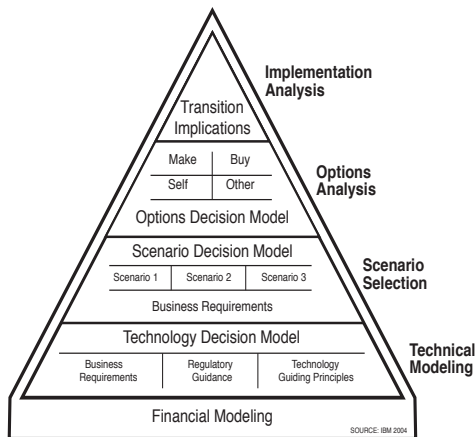 Implementation
Analysis
Transition
Implications
Make Buy
Self Other
Options
Analysis
Options Decision Model
Scenario Decision Model
Scenario 1 Scenario 2 Scenario 3
Scenario
Selection
Business Requirements
Technology Decision Model
Technical
Modeling
Business Regulatory Technology
Requirements Guidance Guiding Principles
Financial Modeling
SOURCE: IBM 2004